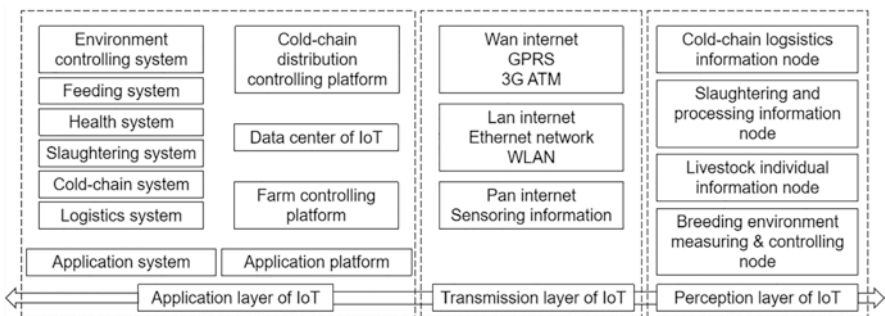 Environment
controlling system
Feeding system
Health system
Slaughtering system
Cold-chain system
Logistics system
Application system
Cold-chain
distribution
controlling platform
Data center of IoT
Farm controlling
platform
Application platform
Application layer of IoT
Wan internet
GPRS
3G ATM
Lan internet
Ethernet network
WLAN
Pan internet
Sensoring information
Transmission layer of IoT
Cold-chain logsistics
information node
Slaughtering and
processing information
node
Livestock individual
information node
Breeding environment
measuring & controlling
node
Perception layer of IoT